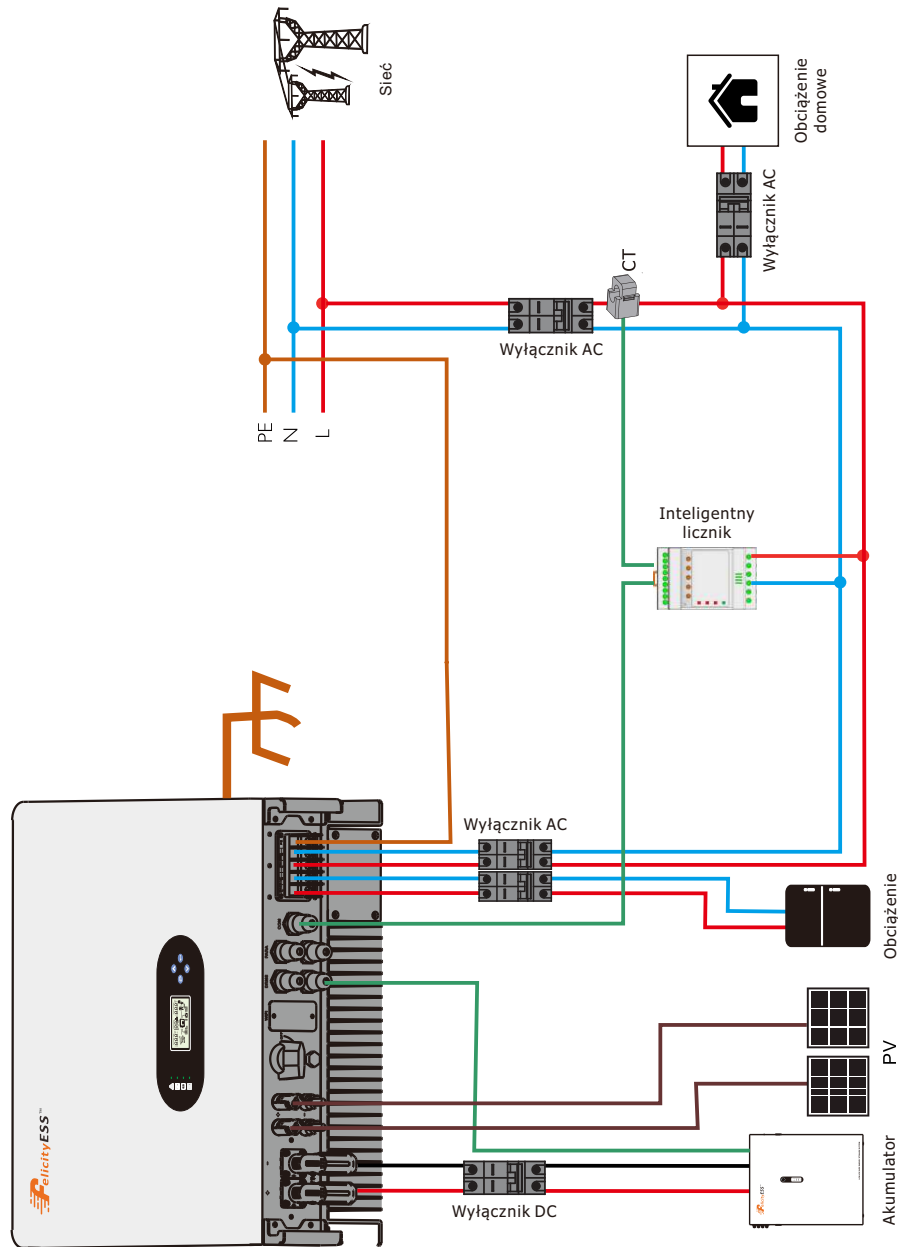 Sieć
Obciążenie
domowe
Wyłącznik AC
CT
Wyłącznik AC
PE
N
L
Inteligentny
licznik
Wyłącznik AC
Obciążenie
PV
FelicityESS™
Wyłącznik DC
FelicityESS
Akumulator